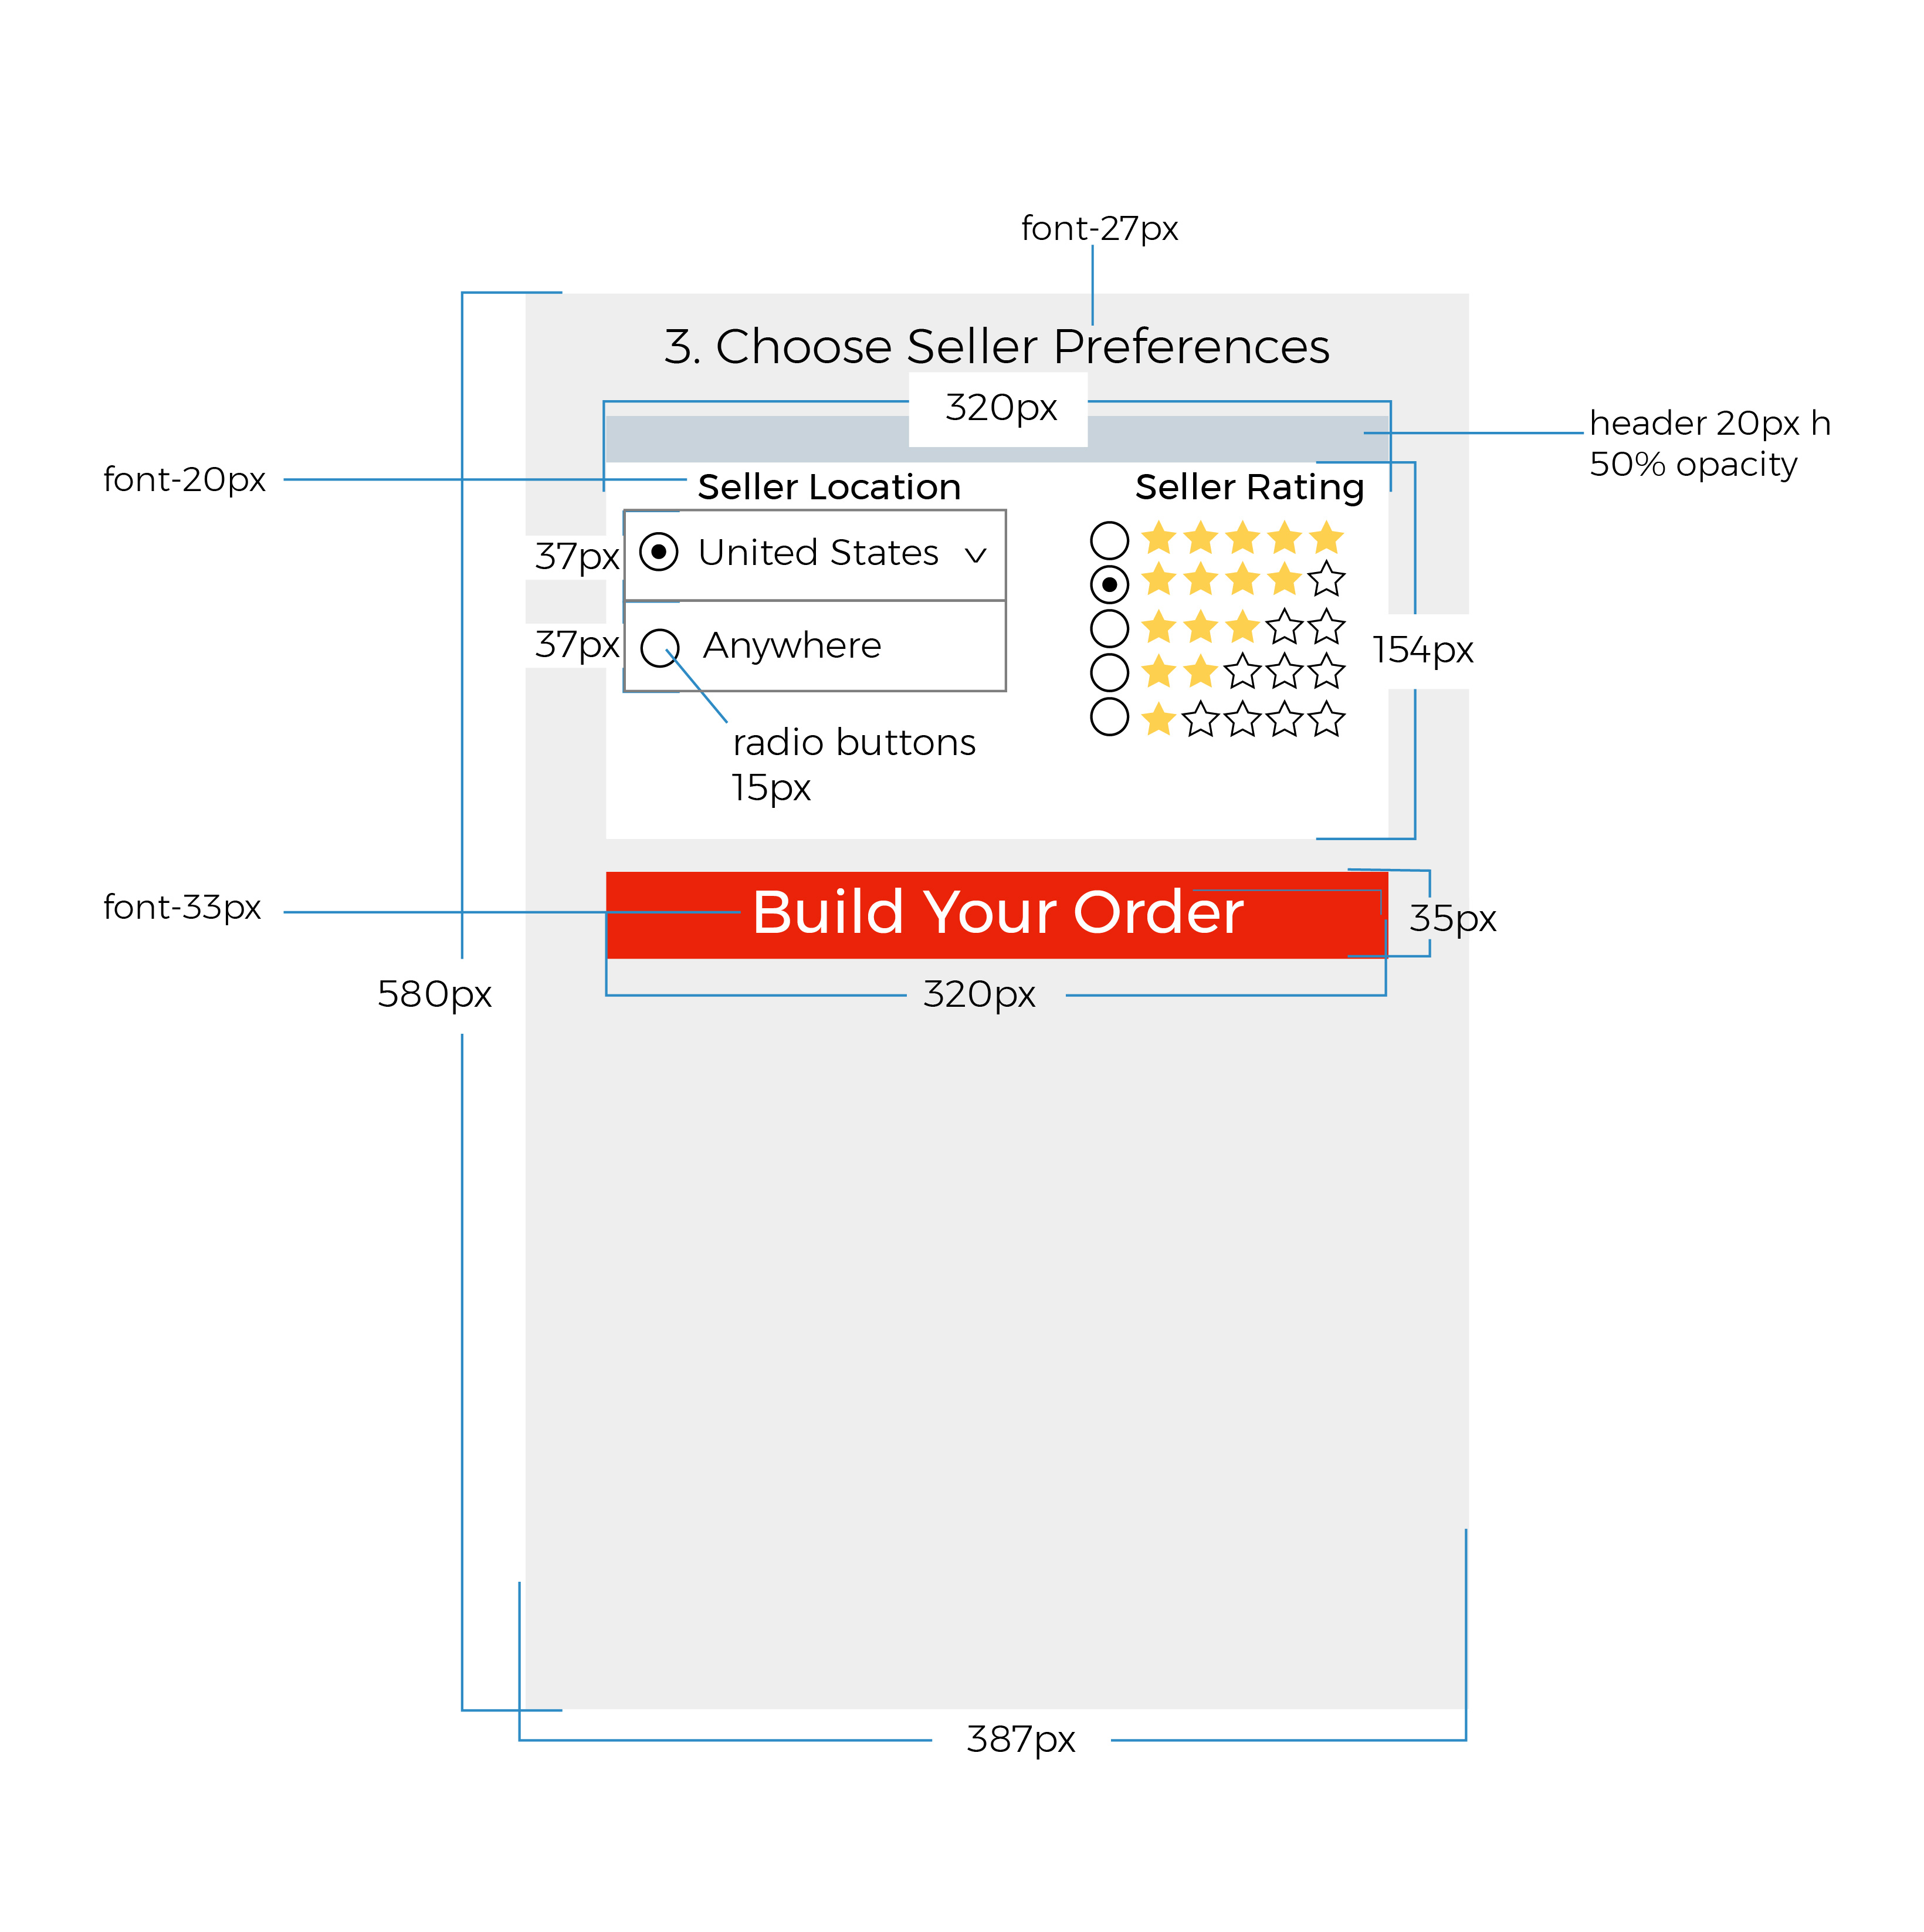 font-27px
3. Choose Seller Preferences
320px
header 20px h
50% opacity
font-20px
Seller Location
Seller Rating
37px
United States
37px
Anywhere
154px
radio buttons
15px
font-33px
Build Your Order
35px
580px
320px
387px